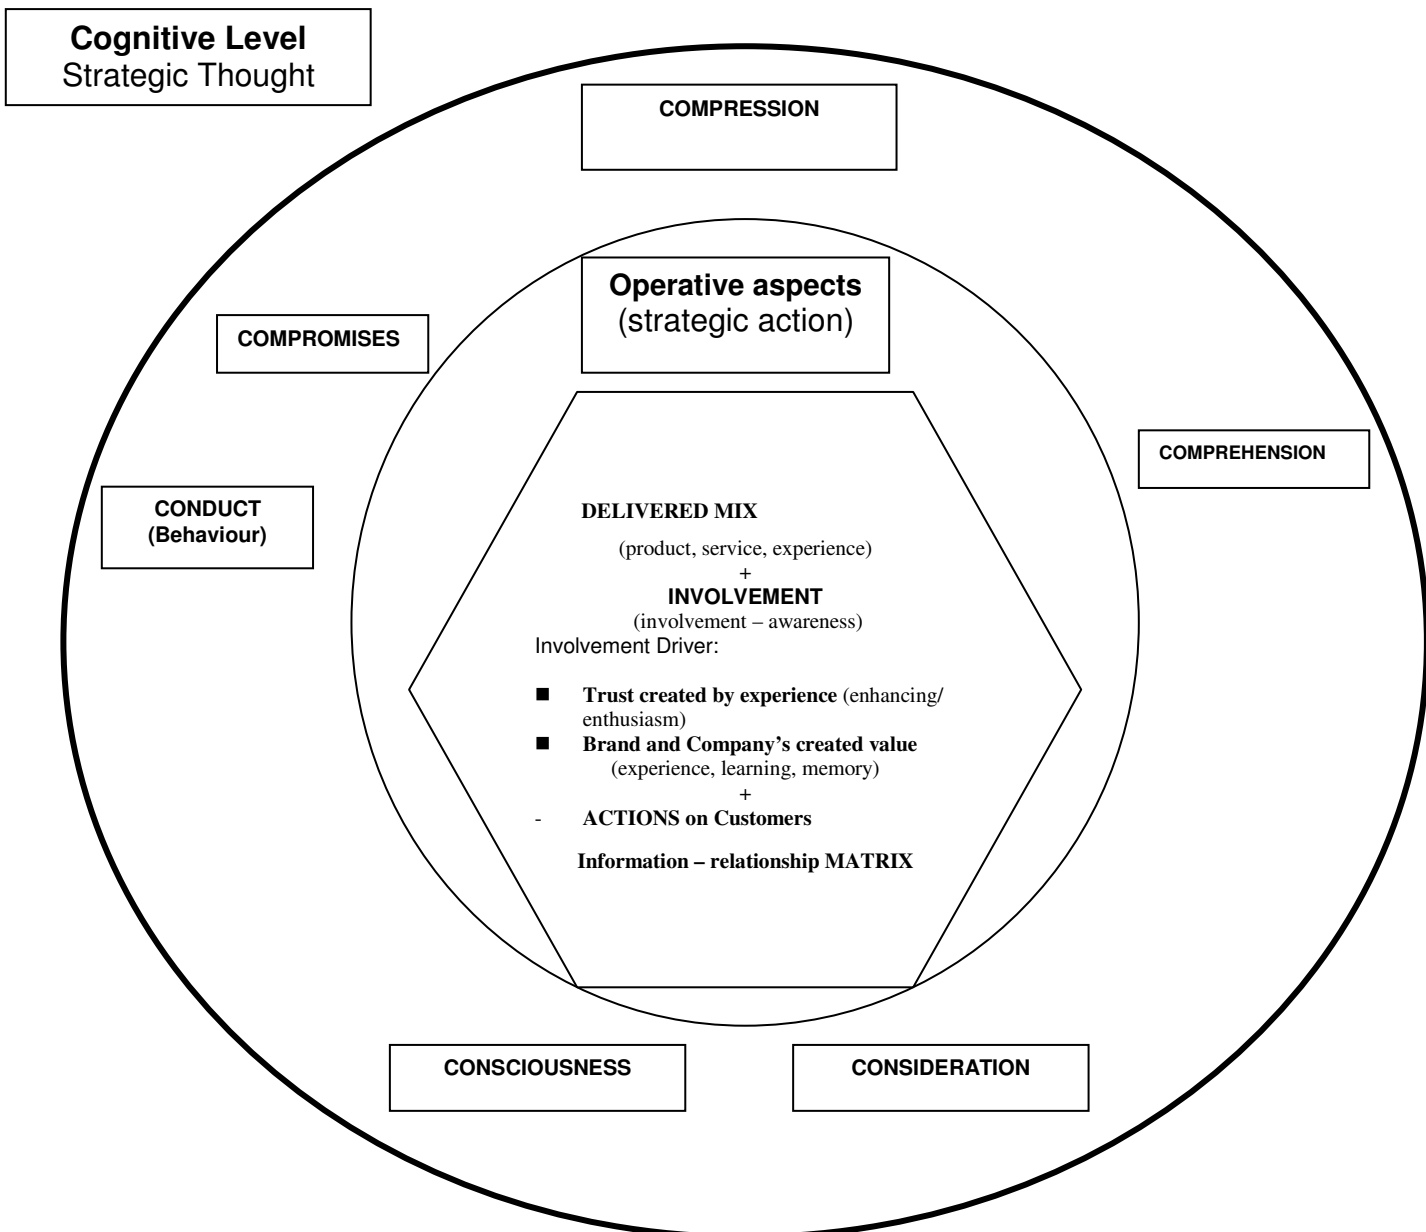 Cognitive Level
Strategic Thought
COMPRESSION
Operative aspects
(strategic action)
COMPROMISES
COMPREHENSION
CONDUCT
(Behaviour)
DELIVERED MIX
(product, service, experience)
+
INVOLVEMENT
(involvement – awareness)
Involvement Driver:
■ Trust created by experience (enhancing/
enthusiasm)
■ Brand and Company's created value
(experience, learning, memory)
+
- ACTIONS on Customers
Information – relationship MATRIX
CONSCIOUSNESS
CONSIDERATION